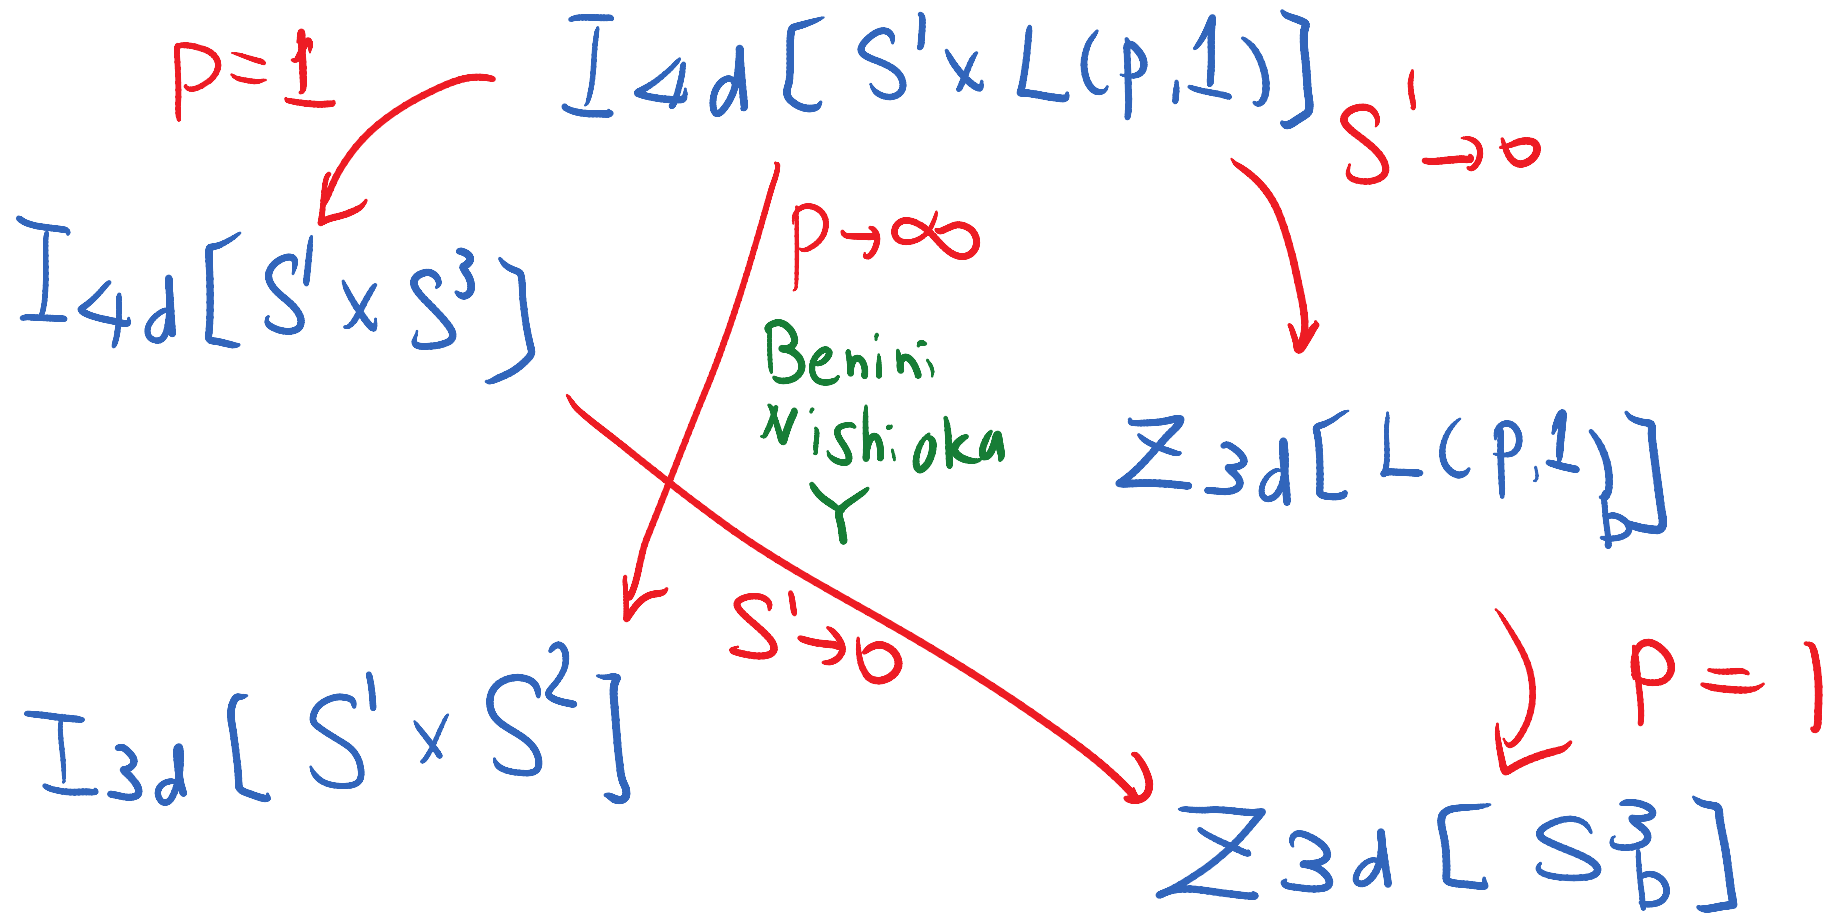 p=1
I4d[S¹×L(p,1)]
S¹→0
I4d[S¹×S³]
p→∞
Benini
Nishioka
Y
Z3d[L(p,1)b]
S¹→0
p=1
I3d[S¹×S²]
Z3d[S³b]